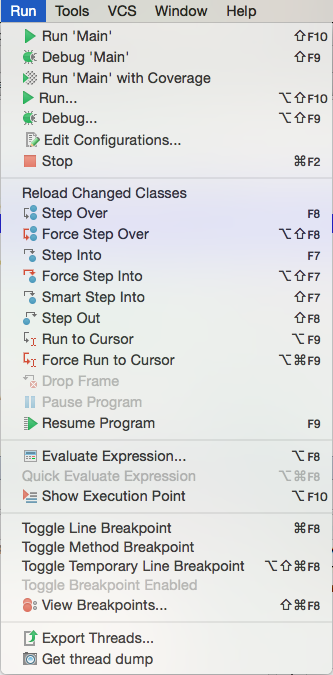 Run Tools VCS Window Help
Run 'Main' ⇧F10
Debug 'Main' ⇧F9
Run 'Main' with Coverage
Run... ⌥⇧F10
Debug... ⌥⇧F9
Edit Configurations...
Stop ⌘F2
Reload Changed Classes
Step Over F8
Force Step Over ⌥⇧F8
Step Into F7
Force Step Into ⌥⇧F7
Smart Step Into ⇧F7
Step Out ⇧F8
Run to Cursor ⌥F9
Force Run to Cursor ⌥⌘F9
Drop Frame
Pause Program
Resume Program F9
Evaluate Expression... ⌥F8
Quick Evaluate Expression ⌥⌘F8
Show Execution Point ⌥F10
Toggle Line Breakpoint ⌘F8
Toggle Method Breakpoint
Toggle Temporary Line Breakpoint ⌥⇧⌘F8
Toggle Breakpoint Enabled
View Breakpoints... ⇧⌘F8
Export Threads...
Get thread dump